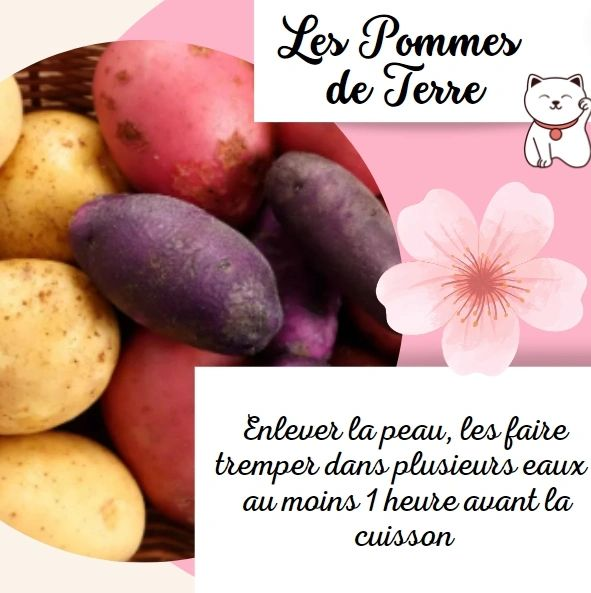 Les Pommes
de Terre
Enlever la peau, les faire
tremper dans plusieurs eaux
au moins 1 heure avant la
cuisson